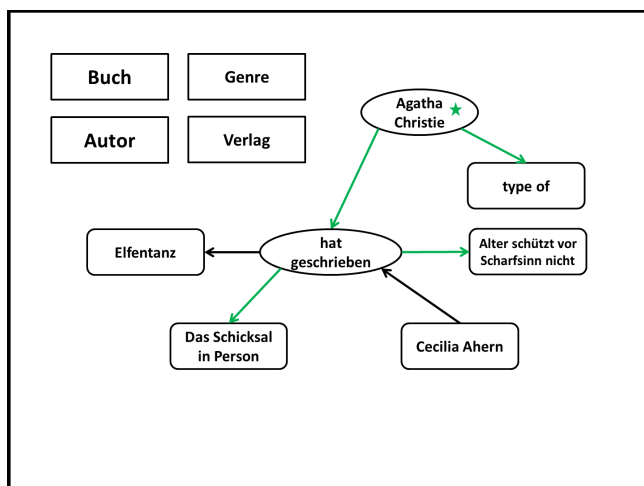 Buch
Genre
Autor
Verlag
Agatha
Christie
type of
Elfentanz
hat
geschrieben
Alter schützt vor
Scharfsinn nicht
Das Schicksal
in Person
Cecilia Ahern